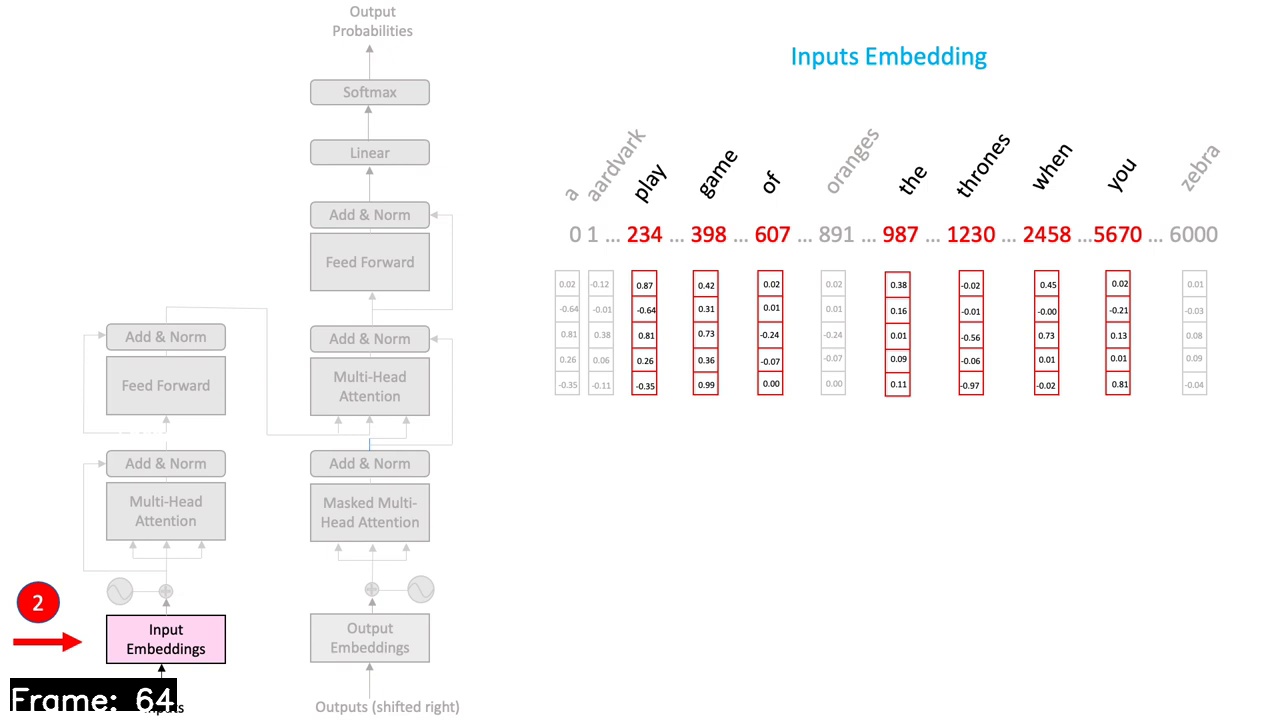 Output
Probabilities
Softmax
Linear
Add & Norm
Feed Forward
Add & Norm
Multi-Head
Attention
Add & Norm
Masked Multi-
Head Attention
Output
Embeddings
Outputs (shifted right)
Add & Norm
Feed Forward
Add & Norm
Multi-Head
Attention
2
Input
Embeddings
Frame: 64
Inputs Embedding
a aardvark play game of oranges the thrones when you zebra
0 1 ... 234 ... 398 ... 607 ... 891 ... 987 ... 1230 ... 2458 ...5670 ... 6000
0.02 -0.12 0.87 0.42 0.02 0.02 0.38 -0.02 0.45 0.02 0.01
-0.64 -0.01 -0.64 0.31 0.01 0.01 0.16 -0.01 -0.00 -0.21 -0.03
0.81 0.38 0.81 0.73 -0.24 -0.24 0.01 -0.56 0.73 0.13 0.08
0.26 0.06 0.26 0.36 -0.07 -0.07 0.09 -0.06 0.01 0.01 0.09
-0.35 -0.11 -0.35 0.99 0.00 0.00 0.11 -0.97 -0.02 0.81 -0.04